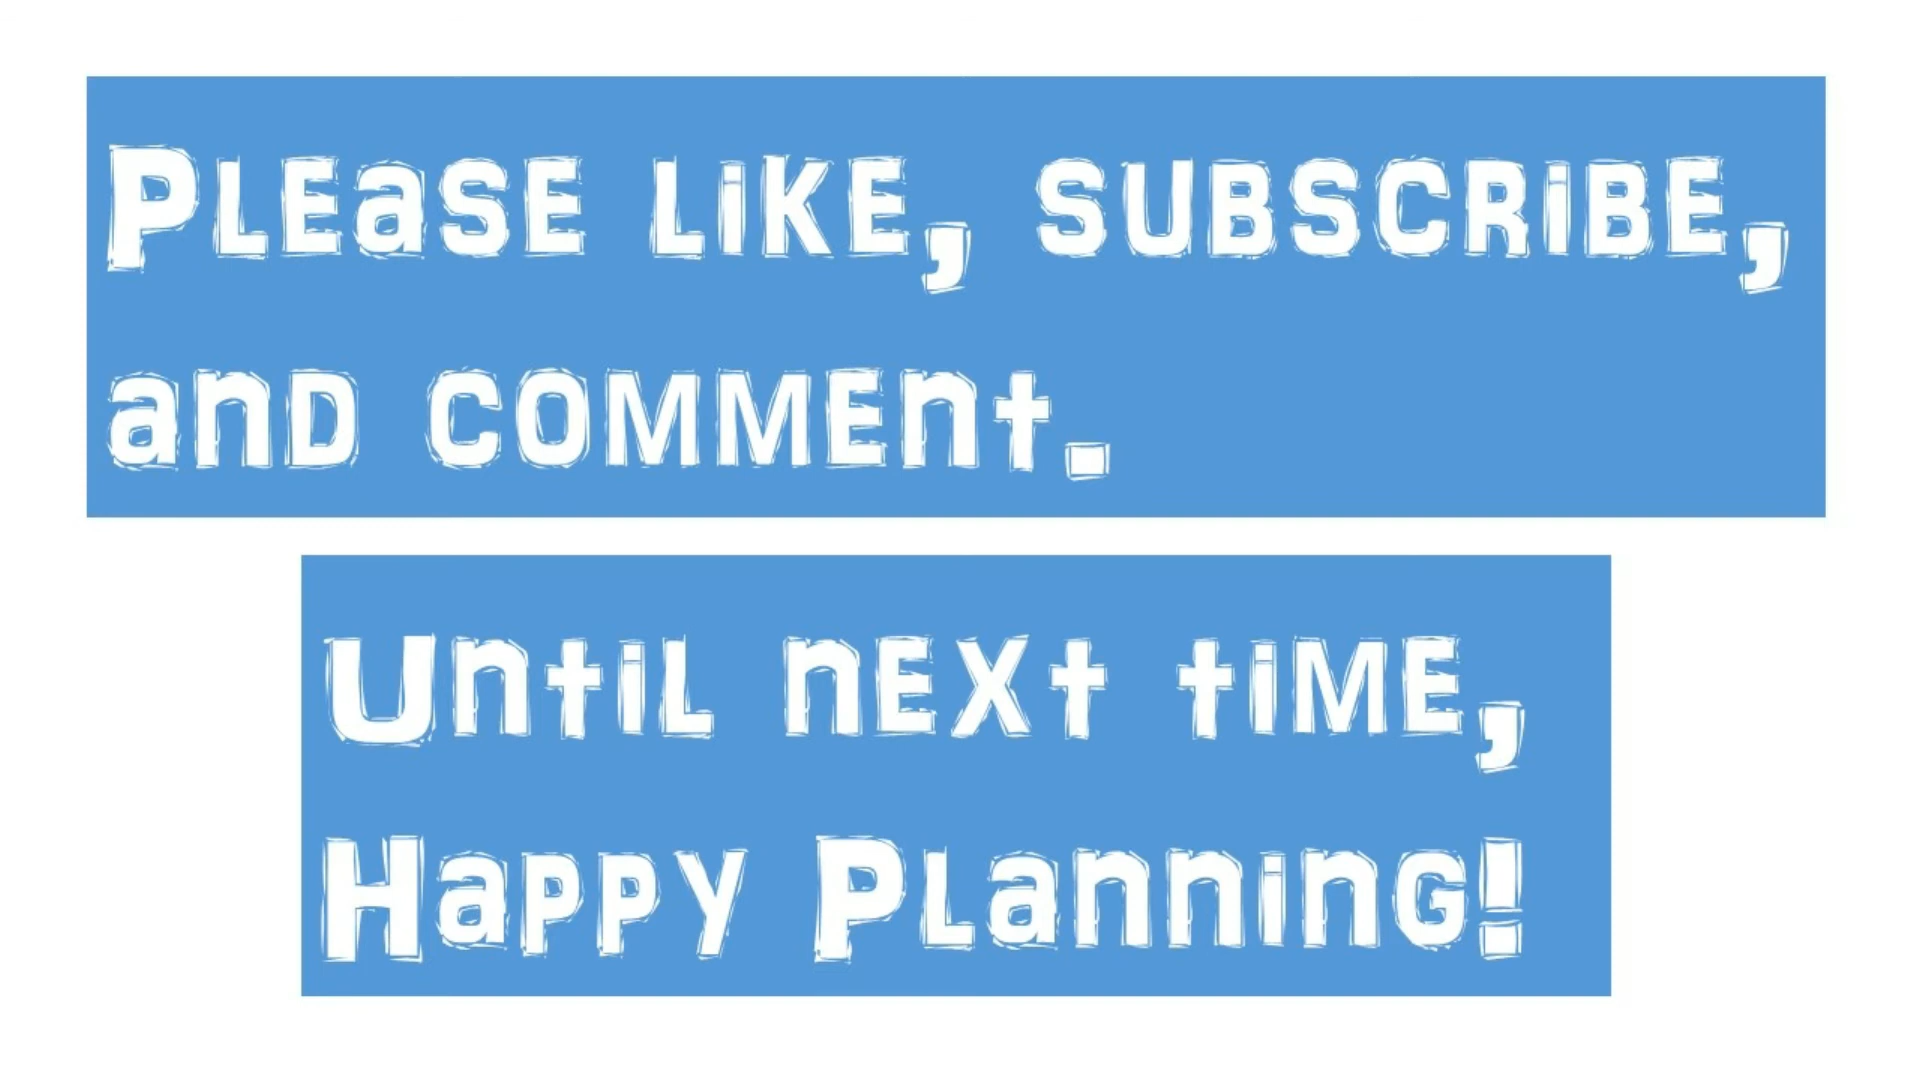 Please like, subscribe,
and comment.
Until next time,
Happy Planning!